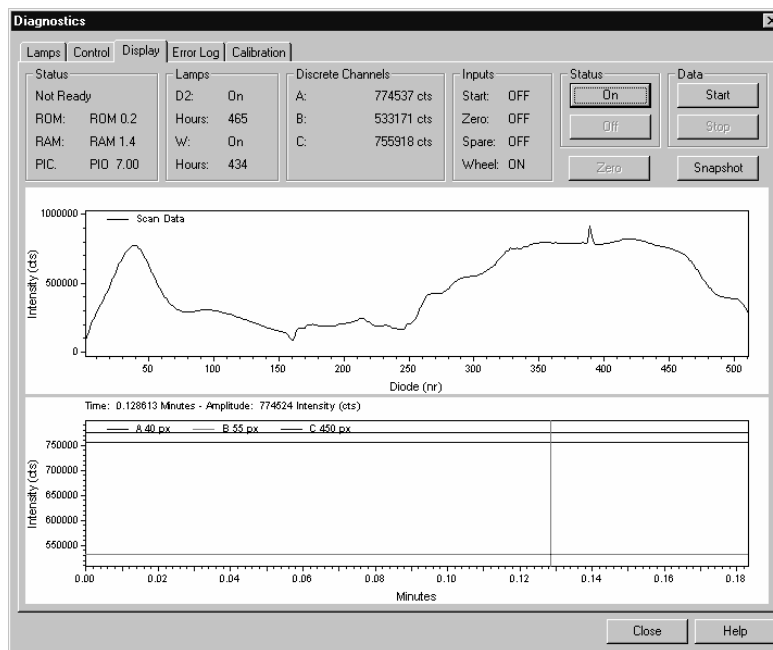 Diagnostics
Lamps Control Display Error Log Calibration
Status
Not Ready
ROM: ROM 0.2
RAM: RAM 1.4
PIC. PIO 7.00
Lamps
D2: On
Hours: 465
W: On
Hours: 434
Discrete Channels
A: 774537 cts
B: 533171 cts
C: 755918 cts
Inputs
Start: OFF
Zero: OFF
Spare: OFF
Wheel: ON
Status
On
Off
Zero
Data
Start
Stop
Snapshot
Scan Data
Intensity (cts)
1000000
500000
0
50 100 150 200 250 300 350 400 450 500
Diode (nr)
Time: 0.128613 Minutes - Amplitude: 774524 Intensity (cts)
A 40 px B 55 px C 450 px
Intensity (cts)
750000
700000
650000
600000
550000
0.00 0.02 0.04 0.06 0.08 0.10 0.12 0.14 0.16 0.18
Minutes
Close Help